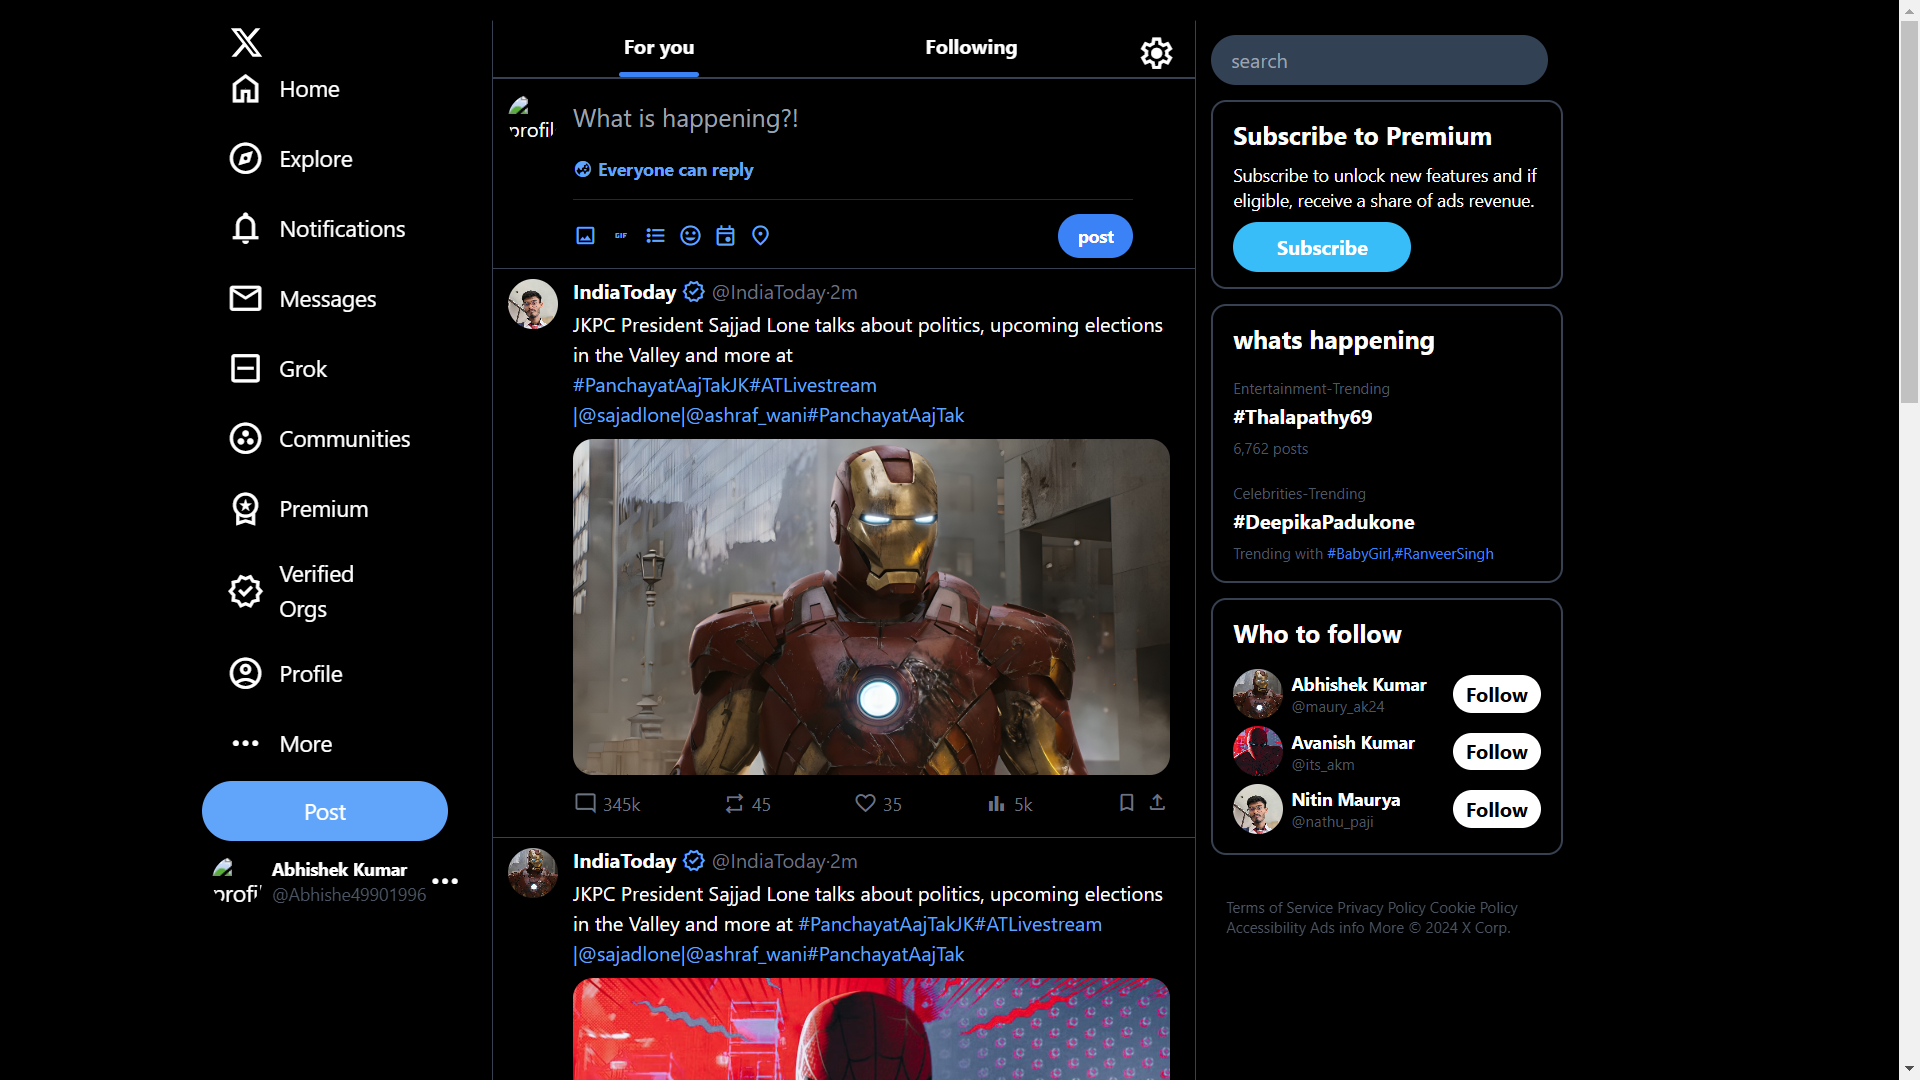 Home
Explore
Notifications
Messages
Grok
Communities
Premium
Verified
Orgs
Profile
More
Post
profi
Abhishek Kumar
@Abhishe49901996
For you
Following
profil
What is happening?!
Everyone can reply
GIF
post
IndiaToday @IndiaToday·2m
JKPC President Sajjad Lone talks about politics, upcoming elections
in the Valley and more at
#PanchayatAajTakJK#ATLivestream
|@sajadlone|@ashraf_wani#PanchayatAajTak
345k 45 35 5k
IndiaToday @IndiaToday·2m
JKPC President Sajjad Lone talks about politics, upcoming elections
in the Valley and more at #PanchayatAajTakJK#ATLivestream
|@sajadlone|@ashraf_wani#PanchayatAajTak
search
Subscribe to Premium
Subscribe to unlock new features and if
eligible, receive a share of ads revenue.
Subscribe
whats happening
Entertainment-Trending
#Thalapathy69
6,762 posts
Celebrities-Trending
#DeepikaPadukone
Trending with #BabyGirl,#RanveerSingh
Who to follow
Abhishek Kumar
@maury_ak24
Follow
Avanish Kumar
@its_akm
Follow
Nitin Maurya
@nathu_paji
Follow
Terms of Service Privacy Policy Cookie Policy
Accessibility Ads info More © 2024 X Corp.